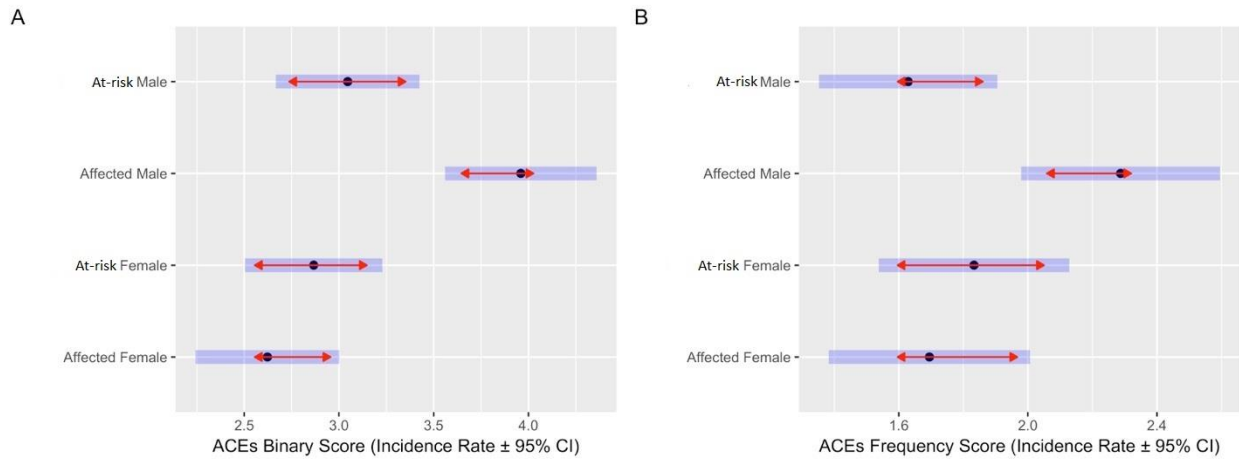 A
At-risk Male
Affected Male
At-risk Female
Affected Female
2.5 3.0 3.5 4.0
ACEs Binary Score (Incidence Rate ± 95% CI)
B
At-risk Male
Affected Male
At-risk Female
Affected Female
1.6 2.0 2.4
ACEs Frequency Score (Incidence Rate ± 95% CI)